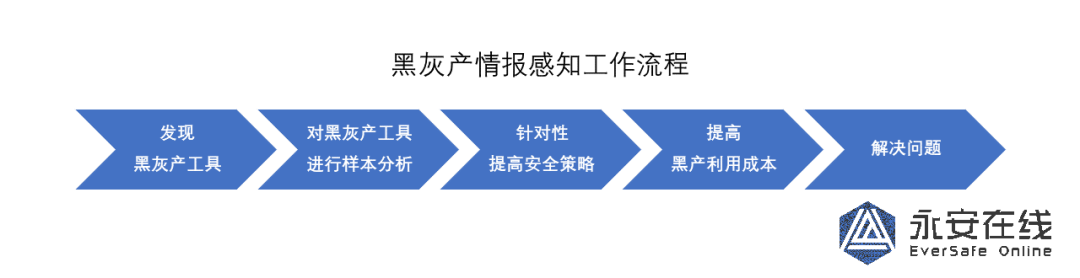 黑灰产情报感知工作流程
发现
黑灰产工具
对黑灰产工具
进行样本分析
针对性
提高安全策略
提高
黑产利用成本
解决问题
永安在线
EverSafe Online